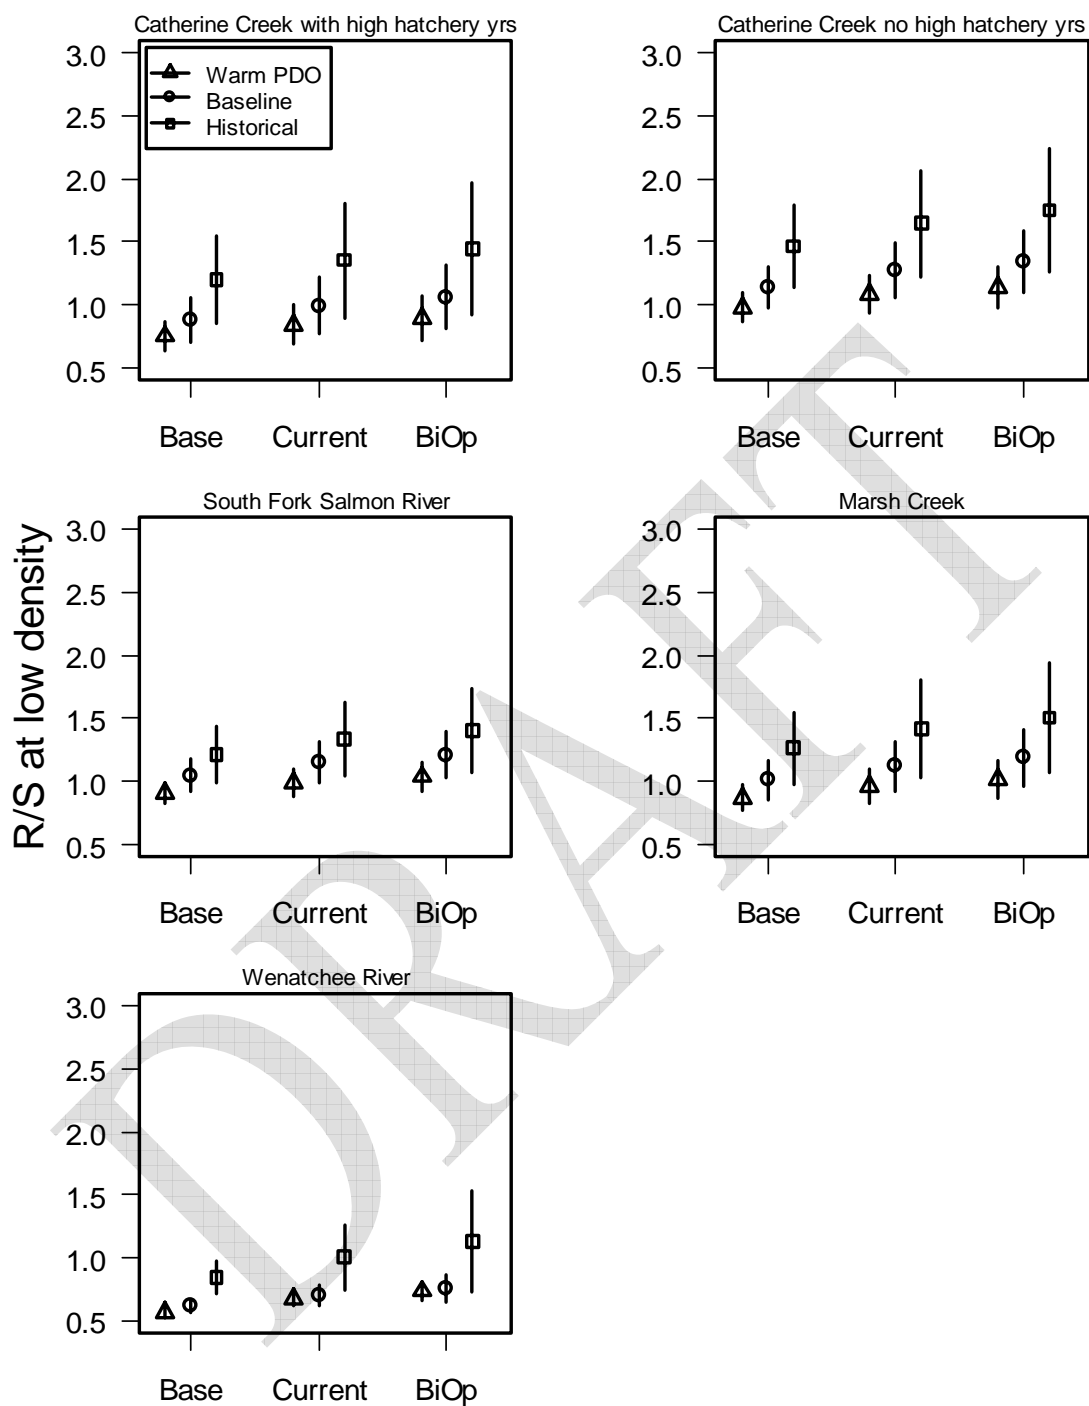 Catherine Creek with high hatchery yrs
3.0
2.5
2.0
1.5
1.0
0.5
Warm PDO
Baseline
Historical
Base Current BiOp
Catherine Creek no high hatchery yrs
3.0
2.5
2.0
1.5
1.0
0.5
Base Current BiOp
R/S at low density
South Fork Salmon River
3.0
2.5
2.0
1.5
1.0
0.5
Base Current BiOp
Marsh Creek
3.0
2.5
2.0
1.5
1.0
0.5
Base Current BiOp
Wenatchee River
3.0
2.5
2.0
1.5
1.0
0.5
Base Current BiOp
DRAFT